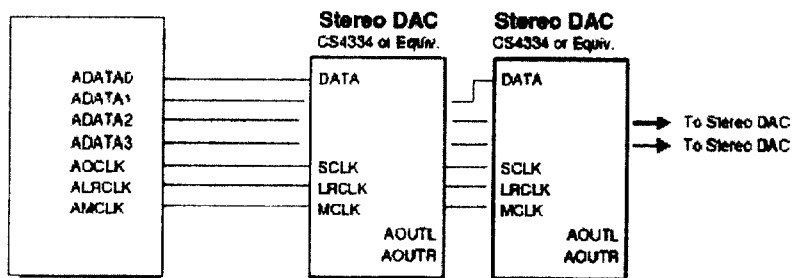 Stereo DAC
CS4334 or Equiv.
Stereo DAC
CS4334 or Equiv.
ADATA0
ADATA1
ADATA2
ADATA3
AOCLK
ALRCLK
AMCLK
DATA
SCLK
LRCLK
MCLK
AOUTL
AOUTR
DATA
SCLK
LRCLK
MCLK
AOUTL
AOUTR
To Stereo DAC
To Stereo DAC